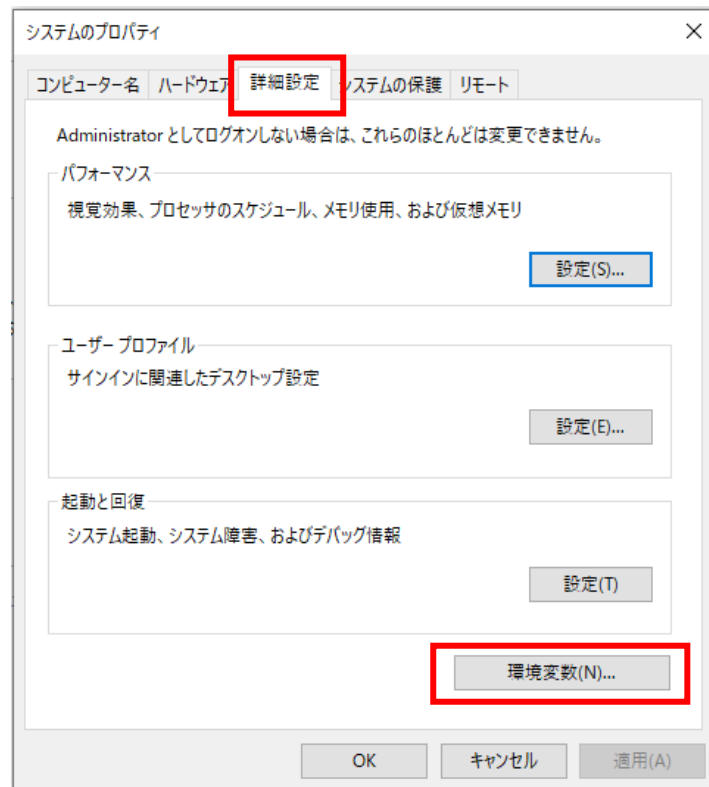 システムのプロパティ
コンピューター名 ハードウェア 詳細設定 システムの保護 リモート
Administrator としてログオンしない場合は、これらのほとんどは変更できません。
パフォーマンス
視覚効果、プロセッサのスケジュール、メモリ使用、および仮想メモリ
設定(S)...
ユーザー プロファイル
サインインに関連したデスクトップ設定
設定(E)...
起動と回復
システム起動、システム障害、およびデバッグ情報
設定(T)
環境変数(N)...
OK キャンセル 適用(A)